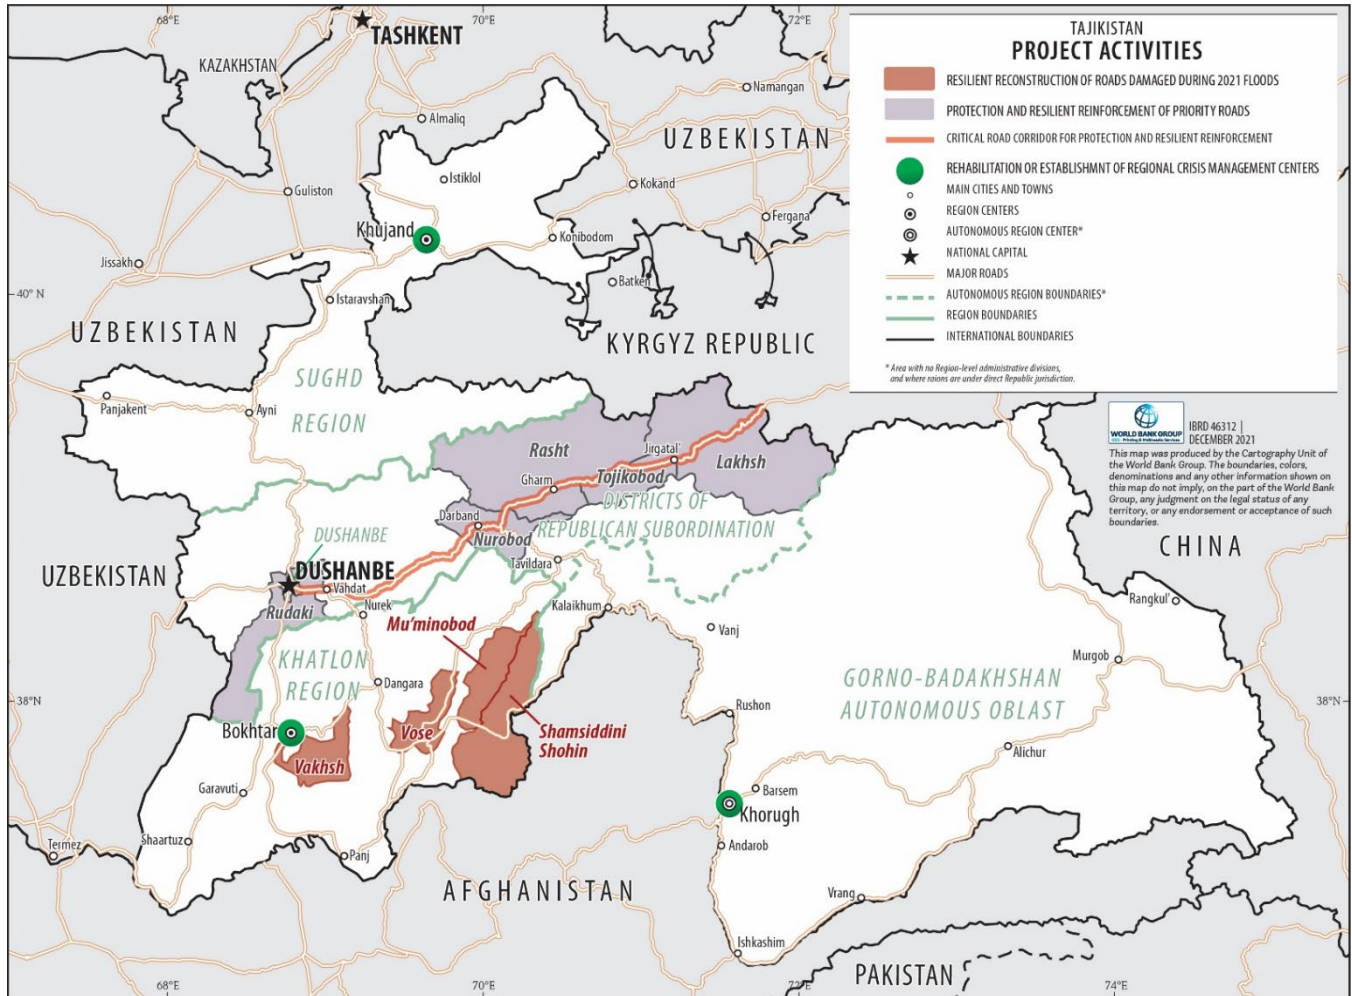 68°E
70°E
72°E
TASHKENT
KAZAKHSTAN
Namangan
Almaliq
UZBEKISTAN
Istiklol
Kokand
Guliston
Fergana
Khujand
Konibodom
Jissakh
Batken
40° N
Istaravshan
UZBEKISTAN
KYRGYZ REPUBLIC
TAJIKISTAN
PROJECT ACTIVITIES
RESILIENT RECONSTRUCTION OF ROADS DAMAGED DURING 2021 FLOODS
PROTECTION AND RESILIENT REINFORCEMENT OF PRIORITY ROADS
CRITICAL ROAD CORRIDOR FOR PROTECTION AND RESILIENT REINFORCEMENT
REHABILITATION OR ESTABLISHMNT OF REGIONAL CRISIS MANAGEMENT CENTERS
MAIN CITIES AND TOWNS
REGION CENTERS
AUTONOMOUS REGION CENTER*
NATIONAL CAPITAL
MAJOR ROADS
AUTONOMOUS REGION BOUNDARIES*
REGION BOUNDARIES
INTERNATIONAL BOUNDARIES
* Area with no Region-level administrative divisions,
and where raions are under direct Republic jurisdiction.
SUGHD
REGION
Panjakent
Ayni
WORLD BANK GROUP
Printing & Multimedia Services
IBRD 46312 |
DECEMBER 2021
This map was produced by the Cartography Unit of
the World Bank Group. The boundaries, colors,
denominations and any other information shown on
this map do not imply, on the part of the World Bank
Group, any judgment on the legal status of any
territory, or any endorsement or acceptance of such
boundaries.
Rasht
Jirgatal'
Lakhsh
Tojikobod
Gharm
DISTRICTS OF
REPUBLICAN SUBORDINATION
Darband
Nurobod
DUSHANBE
Tavildara
CHINA
UZBEKISTAN
DUSHANBE
Vahdat
Rudaki
Nurek
Kalaikhum
Rangkul'
Mu'minobod
Vanj
KHATLON
REGION
Murgob
Dangara
GORNO-BADAKHSHAN
AUTONOMOUS OBLAST
38°N
38°N
Rushon
Bokhtar
Vose
Shamsiddini
Shohin
Alichur
Vakhsh
Garavuti
Barsem
Khorugh
Shaartuz
Andarob
Termez
Panj
AFGHANISTAN
Vrang
Ishkashim
PAKISTAN
68°E
70°E
72°E
74°E